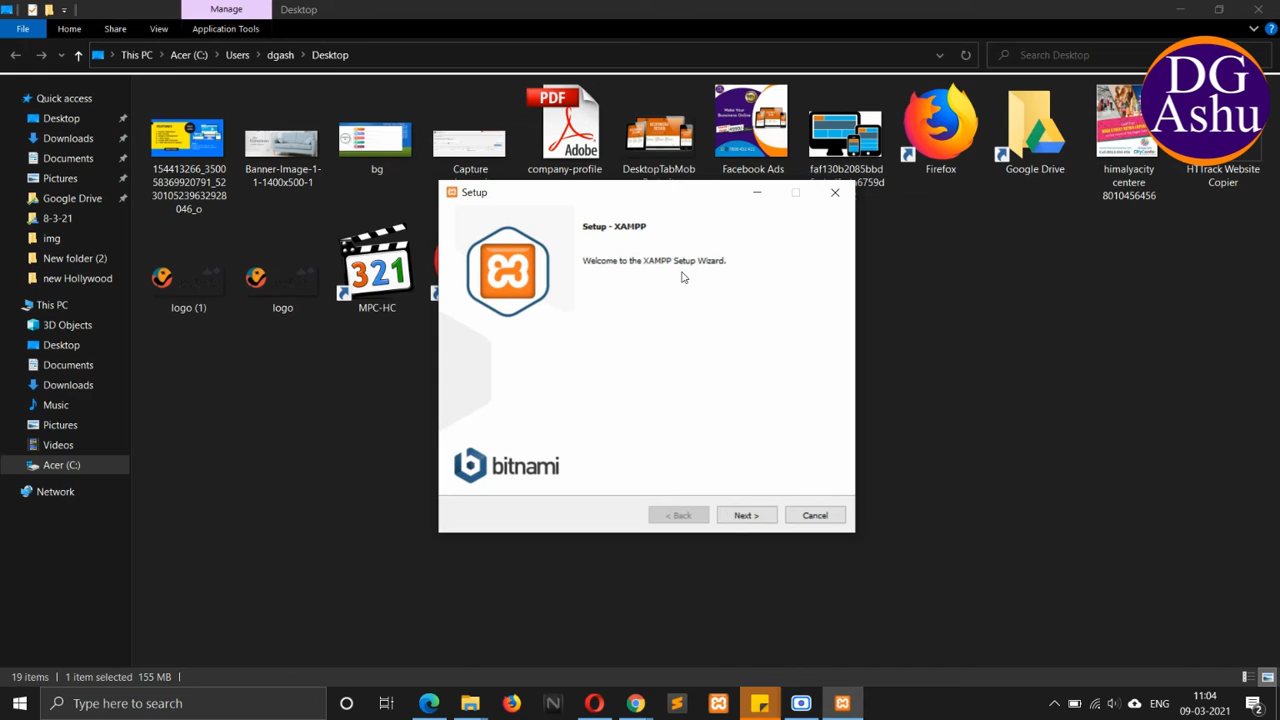 Manage
Desktop
File
Home
Share
View
Application Tools
This PC
Acer (C:)
Users
dgash
Desktop
Search Desktop
DG
Ashu
Quick access
Desktop
Downloads
Documents
Pictures
Google Drive
8-3-21
img
New folder (2)
new Hollywood
This PC
3D Objects
Desktop
Documents
Downloads
Music
Pictures
Videos
Acer (C:)
Network
PDF
Adobe
154413266_3500
58369920791_52
30105239632928
046_o
Banner-Image-1-
1-1400x500-1
bg
Capture
company-profile
DesktopTabMob
Facebook Ads
faf130b2085bbd
Firefox
Google Drive
himalyacity
centere
8010456456
HTTrack Website
Copier
logo (1)
logo
321
MPC-HC
Setup
Setup - XAMPP
Welcome to the XAMPP Setup Wizard.
bitnami
< Back
Next >
Cancel
19 items
1 item selected 155 MB
Type here to search
ENG
11:04
09-03-2021
2